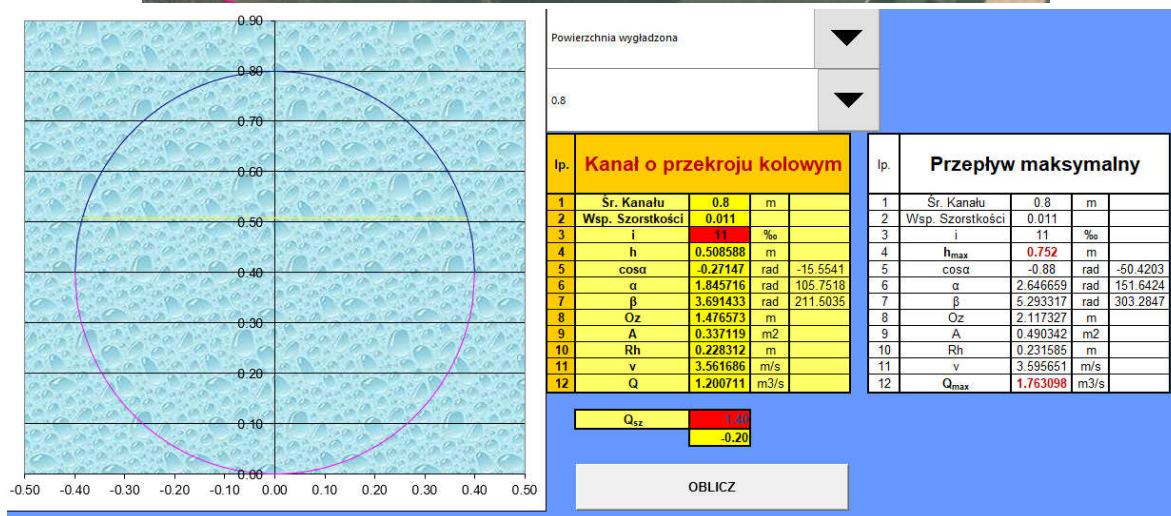 0.90
0.80
0.70
0.60
0.50
0.40
0.30
0.20
0.10
0.00
-0.50 -0.40 -0.30 -0.20 -0.10 0.00 0.10 0.20 0.30 0.40 0.50
Powierzchnia wygładzona
0.8
lp. Kanał o przekroju kolowym
1 Śr. Kanału 0.8 m
2 Wsp. Szorstkości 0.011
3 i 11 ‰
4 h 0.508588 m
5 cosα -0.27147 rad -15.5541
6 α 1.845716 rad 105.7518
7 β 3.691433 rad 211.5035
8 Oz 1.476573 m
9 A 0.337119 m2
10 Rh 0.228312 m
11 v 3.561686 m/s
12 Q 1.200711 m3/s
lp. Przepływ maksymalny
1 Śr. Kanału 0.8 m
2 Wsp. Szorstkości 0.011
3 i 11 ‰
4 hmax 0.752 m
5 cosα -0.88 rad -50.4203
6 α 2.646659 rad 151.6424
7 β 5.293317 rad 303.2847
8 Oz 2.117327 m
9 A 0.490342 m2
10 Rh 0.231585 m
11 v 3.595651 m/s
12 Qmax 1.763098 m3/s
Qsz 1.40
-0.20
OBLICZ